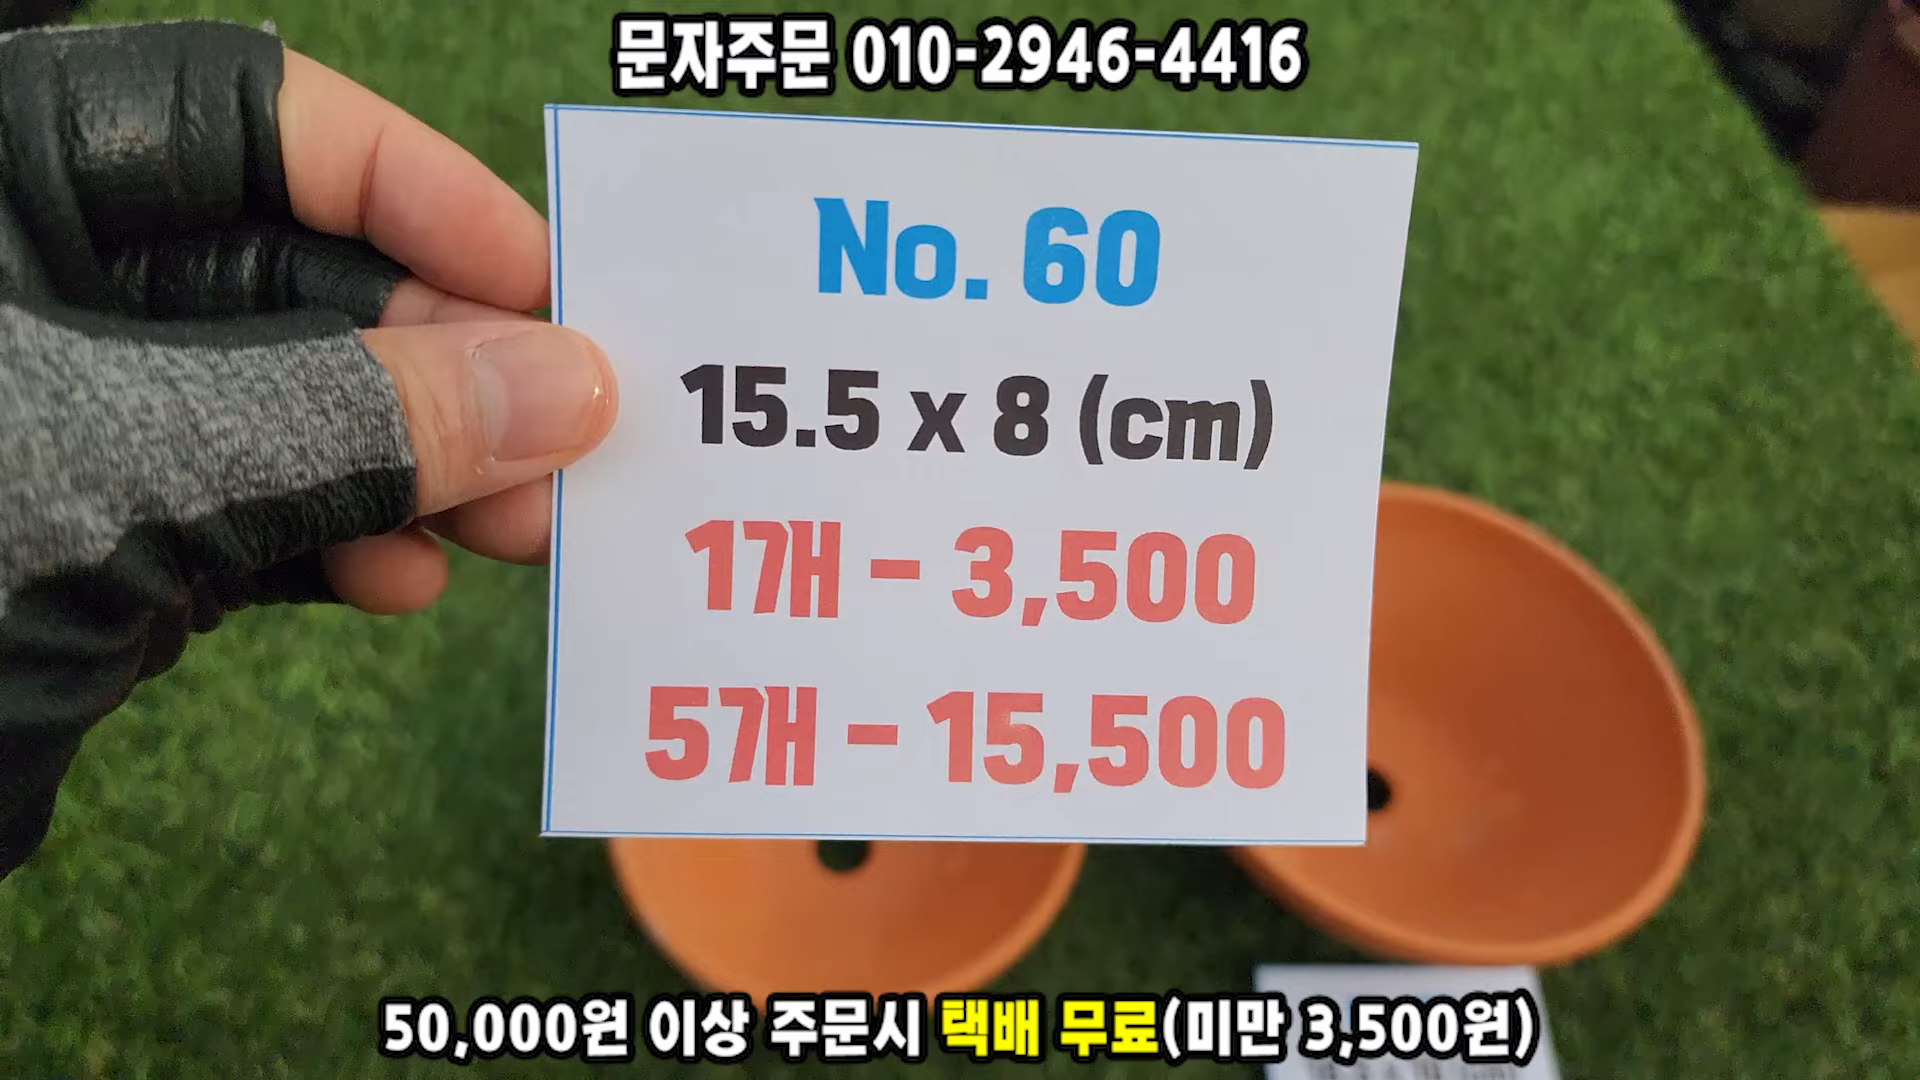 문자주문 010-2946-4416
No. 60
15.5 x 8 (cm)
1개 - 3,500
5개 - 15,500
50,000원 이상 주문시 택배 무료(미만 3,500원)